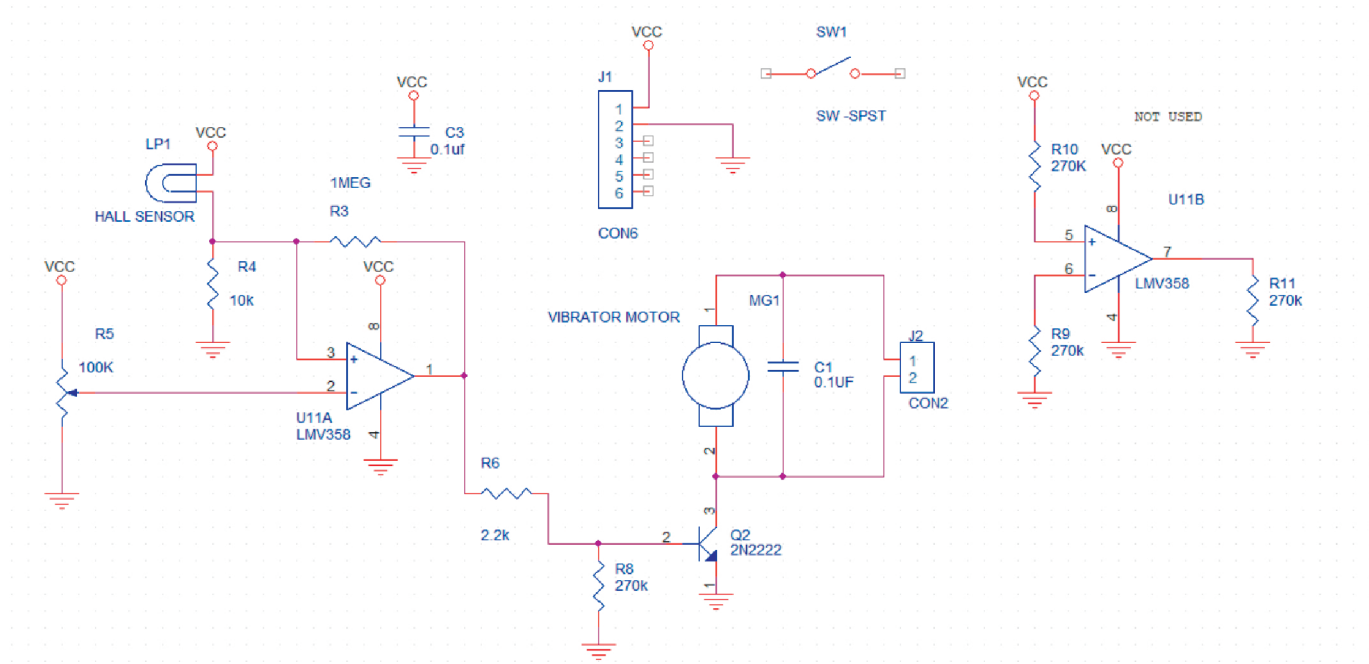 VCC
SW1
J1
VCC
VCC
1
2
3
4
5
6
SW -SPST
NOT USED
C3
0.1uf
LP1
VCC
R10
270K
VCC
1MEG
R3
U11B
HALL SENSOR
CON6
8
5
6
+
-
7
LMV358
4
R11
270k
VCC
R4
10k
VCC
R9
270k
R5
100K
8
3
2
+
-
1
U11A
LMV358
4
VIBRATOR MOTOR
1
MG1
2
C1
0.1UF
J2
1
2
CON2
R6
2.2k
3
2
Q2
2N2222
1
R8
270k